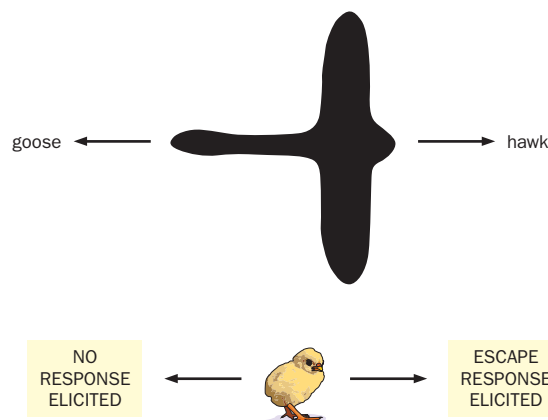 goose
hawk
NO
RESPONSE
ELICITED
ESCAPE
RESPONSE
ELICITED